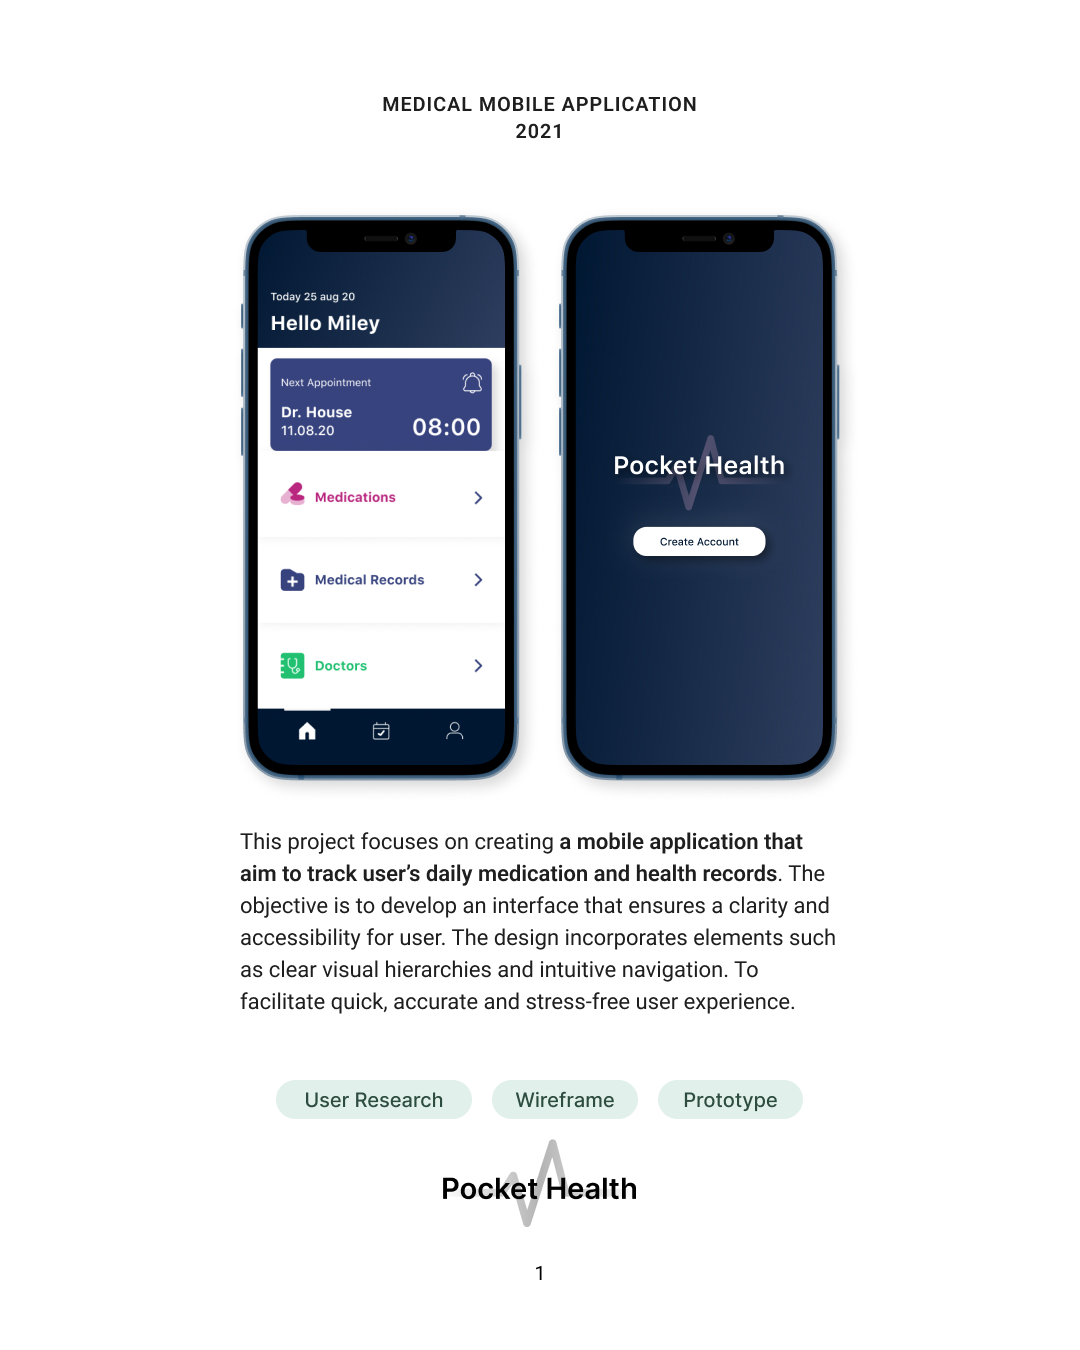 MEDICAL MOBILE APPLICATION
2021
Today 25 aug 20
Hello Miley
Next Appointment
Dr. House
11.08.20
08:00
Medications
Medical Records
Doctors
Pocket Health
Create Account
This project focuses on creating a mobile application that
aim to track user’s daily medication and health records. The
objective is to develop an interface that ensures a clarity and
accessibility for user. The design incorporates elements such
as clear visual hierarchies and intuitive navigation. To
facilitate quick, accurate and stress-free user experience.
User Research
Wireframe
Prototype
Pocket Health
1